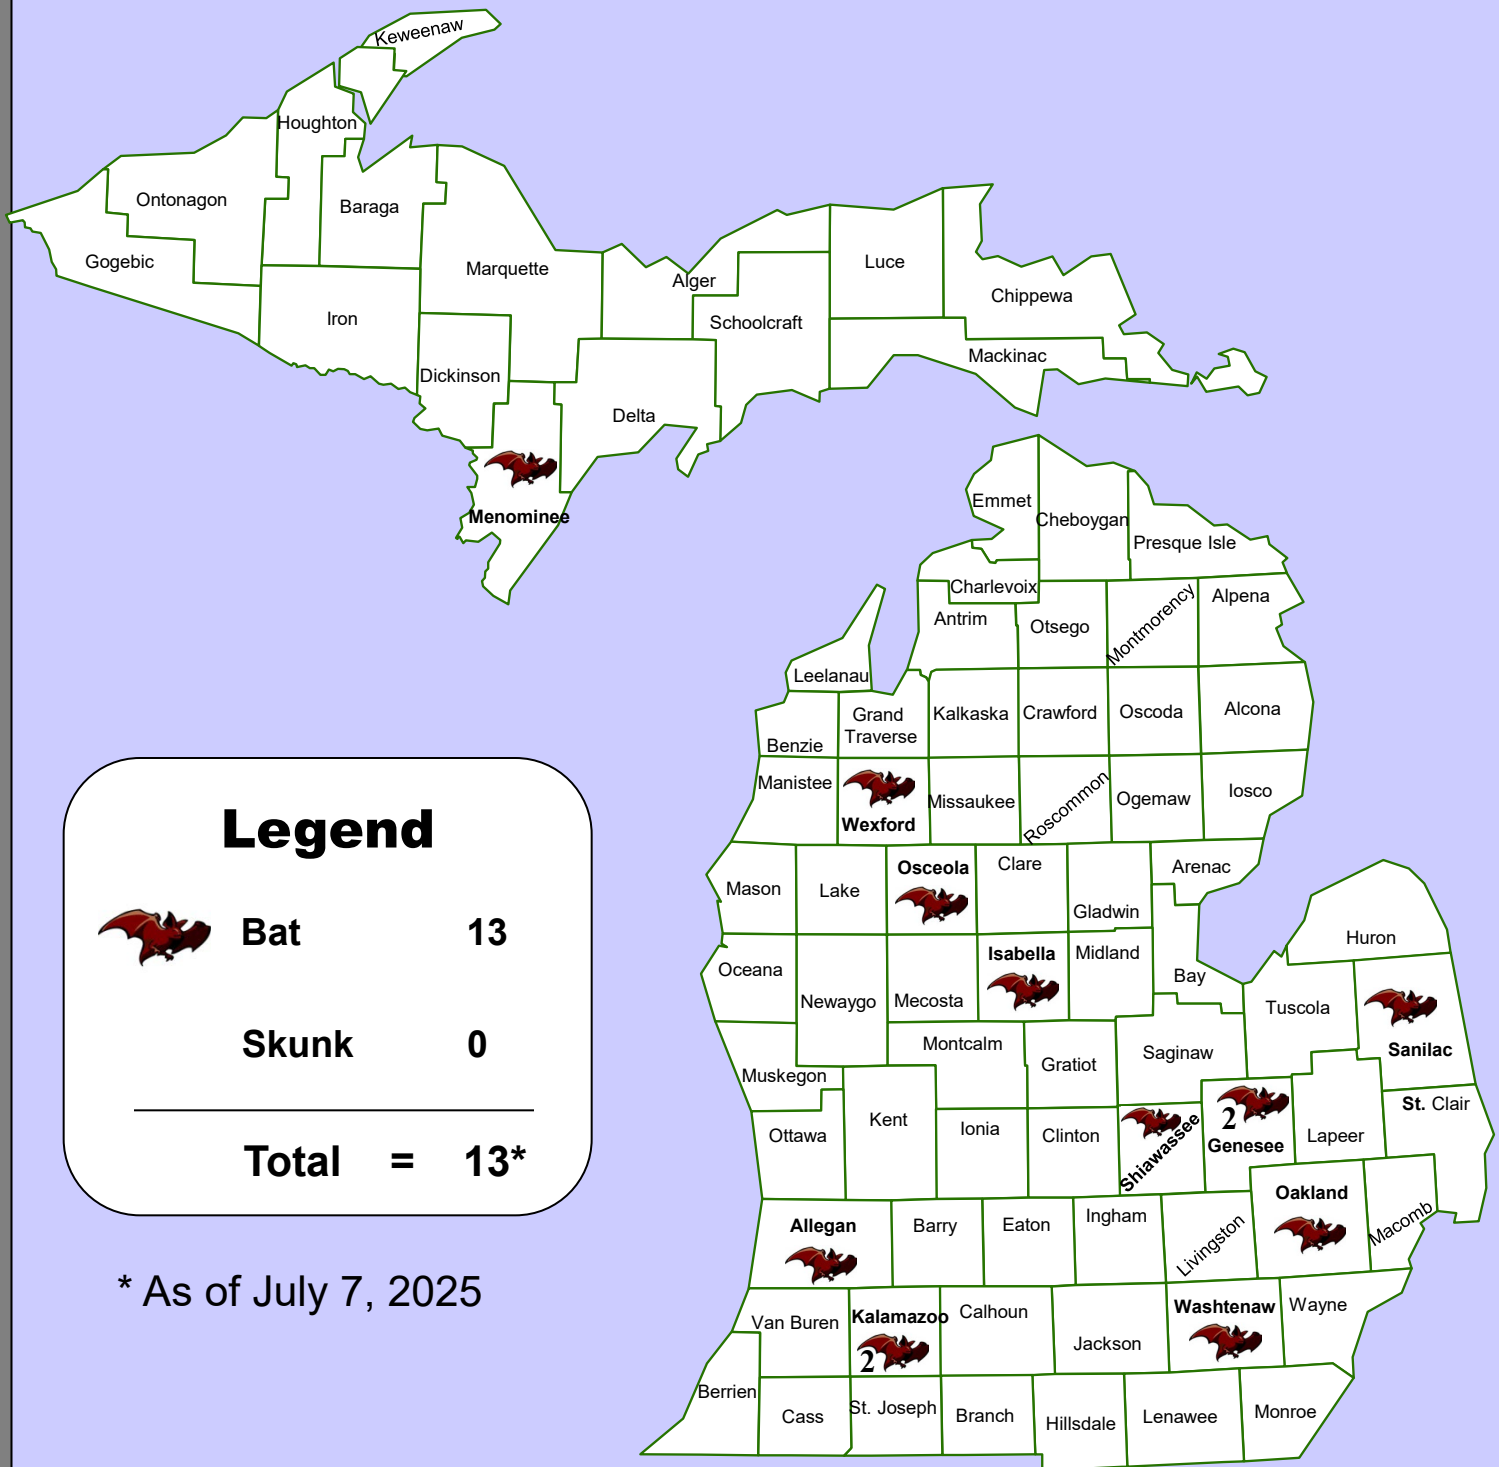 Keweenaw
Houghton
Ontonagon
Baraga
Gogebic
Marquette
Iron
Alger
Luce
Chippewa
Schoolcraft
Mackinac
Dickinson
Delta
Menominee
Emmet
Cheboygan
Presque Isle
Charlevoix
Antrim
Otsego
Montmorency
Alpena
Leelanau
Benzie
Grand
Traverse
Kalkaska
Crawford
Oscoda
Alcona
Manistee
Wexford
Missaukee
Roscommon
Ogemaw
Iosco
Mason
Lake
Osceola
Clare
Gladwin
Arenac
Oceana
Newaygo
Mecosta
Isabella
Midland
Bay
Huron
Tuscola
Sanilac
Muskegon
Montcalm
Gratiot
Saginaw
Ottawa
Kent
Ionia
Clinton
Shiawassee
2
Genesee
Lapeer
St. Clair
Allegan
Barry
Eaton
Ingham
Livingston
Oakland
Macomb
Van Buren
Kalamazoo
2
Calhoun
Jackson
Washtenaw
Wayne
Berrien
Cass
St. Joseph
Branch
Hillsdale
Lenawee
Monroe
Legend
Bat 13
Skunk 0
Total = 13*
* As of July 7, 2025